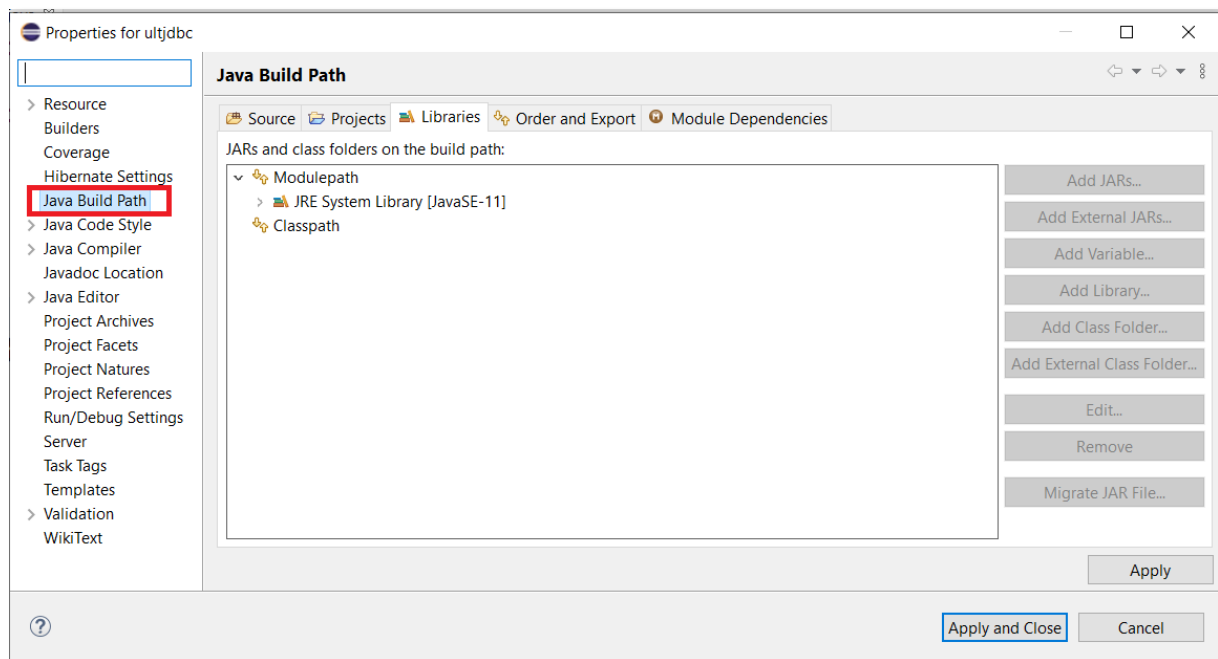 Properties for ultjdbc
Java Build Path
Resource
Builders
Coverage
Hibernate Settings
Java Build Path
Java Code Style
Java Compiler
Javadoc Location
Java Editor
Project Archives
Project Facets
Project Natures
Project References
Run/Debug Settings
Server
Task Tags
Templates
Validation
WikiText
Source Projects Libraries Order and Export Module Dependencies
JARs and class folders on the build path:
Modulepath
JRE System Library [JavaSE-11]
Classpath
Add JARs...
Add External JARs...
Add Variable...
Add Library...
Add Class Folder...
Add External Class Folder...
Edit...
Remove
Migrate JAR File...
Apply
Apply and Close Cancel